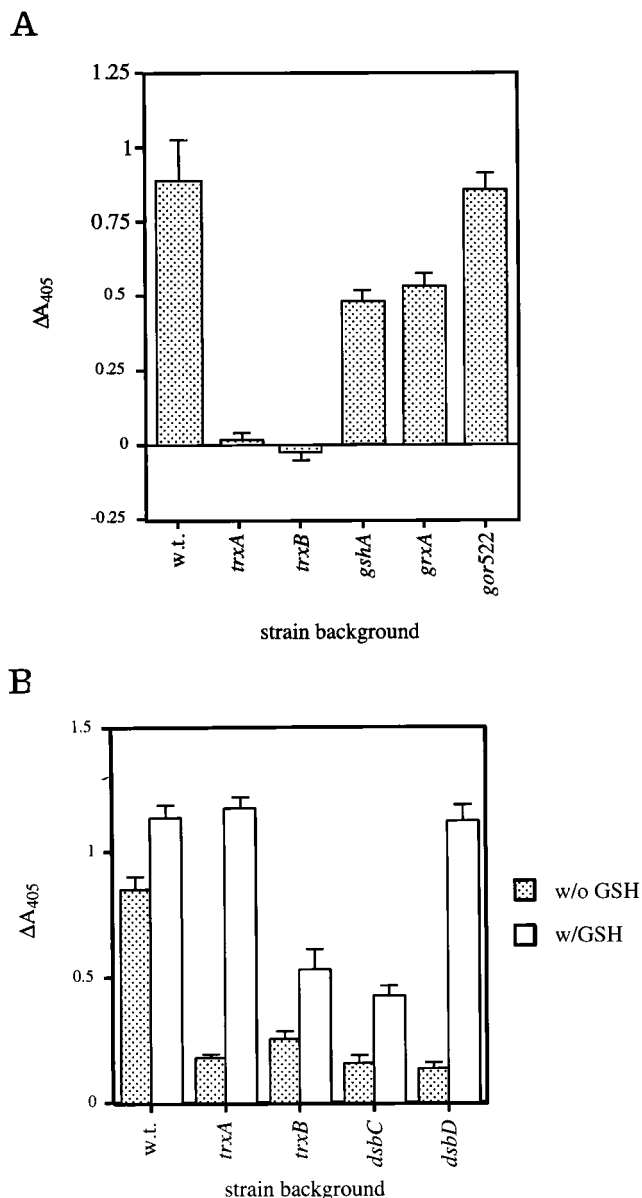 A
1.25
1
0.75
0.5
0.25
0
-0.25
ΔA405
w.t.
trxA
trxB
gshA
grxA
gor522
strain background
B
1.5
1
0.5
0
ΔA405
w/o GSH
w/GSH
w.t.
trxA
trxB
dsbC
dsbD
strain background